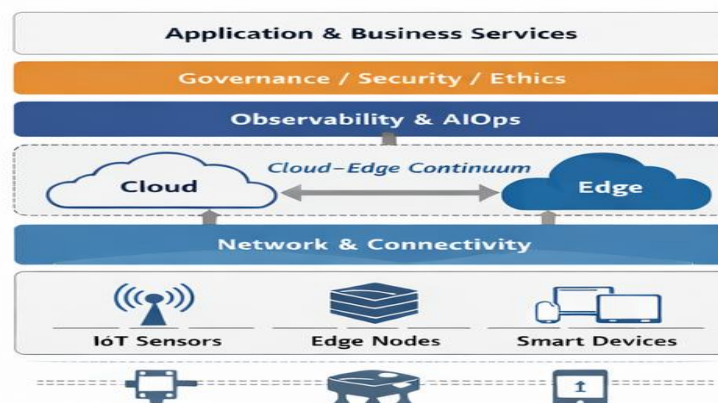 Application & Business Services
Governance / Security / Ethics
Observability & AIOps
Cloud–Edge Continuum
Cloud
Edge
Network & Connectivity
IóT Sensors
Edge Nodes
Smart Devices